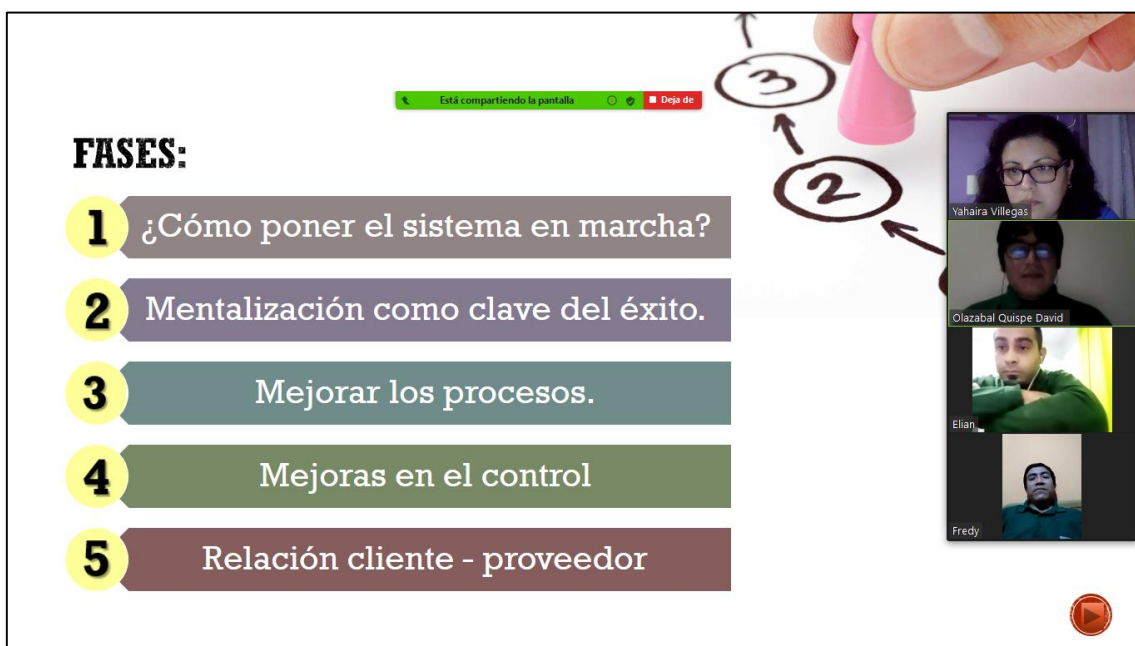 Está compartiendo la pantalla
Deja de
FASES:
1 ¿Cómo poner el sistema en marcha?
2 Mentalización como clave del éxito.
3 Mejorar los procesos.
4 Mejoras en el control
5 Relación cliente - proveedor
3
2
Yahaira Villegas
Olazabal Quispe David
Elian
Fredy